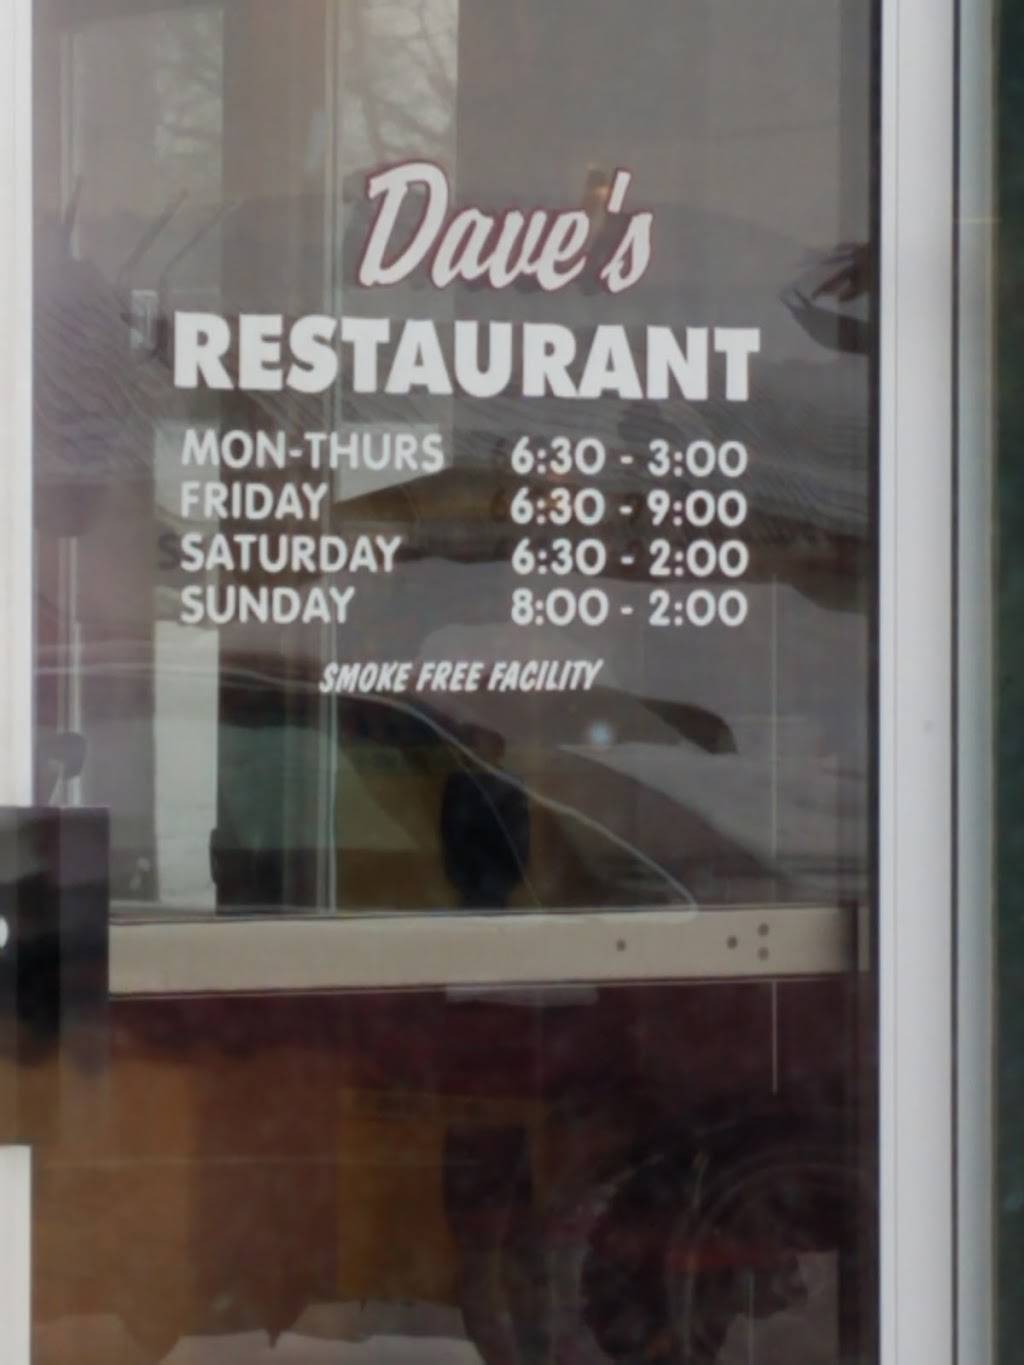 Dave's
RESTAURANT
MON-THURS 6:30 - 3:00
FRIDAY 6:30 - 9:00
SATURDAY 6:30 - 2:00
SUNDAY 8:00 - 2:00
SMOKE FREE FACILITY